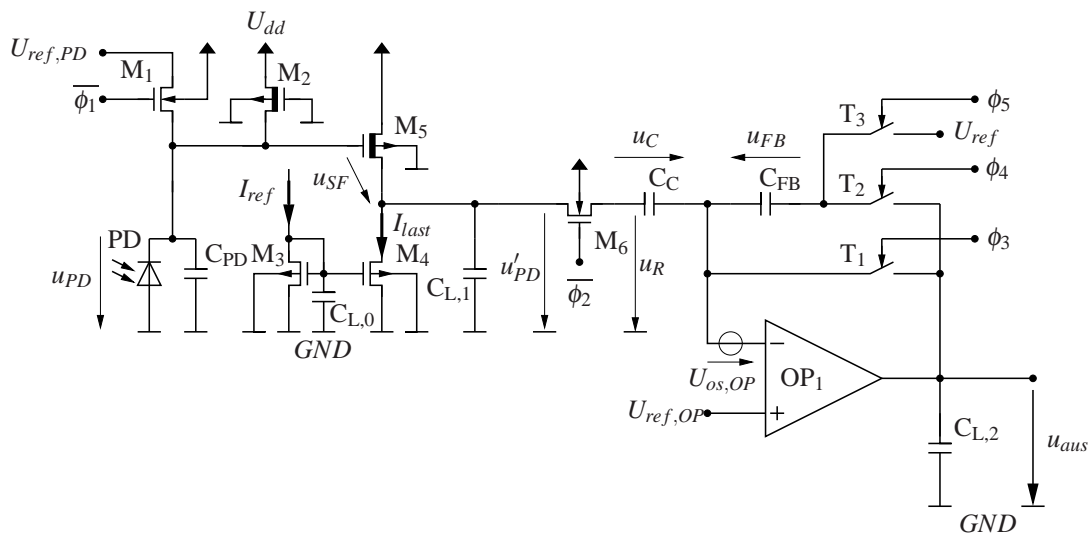 U_dd
U_ref,PD
M_1
M_2
ϕ_1
M_5
u_SF
I_ref
I_last
u_C
u_FB
C_C
C_FB
T_3
ϕ_5
U_ref
T_2
ϕ_4
T_1
ϕ_3
M_6
ϕ_2
PD
C_PD
u_PD
M_3
M_4
C_L,0
C_L,1
u'_PD
u_R
GND
U_os,OP
−
OP_1
U_ref,OP
+
C_L,2
u_aus
GND